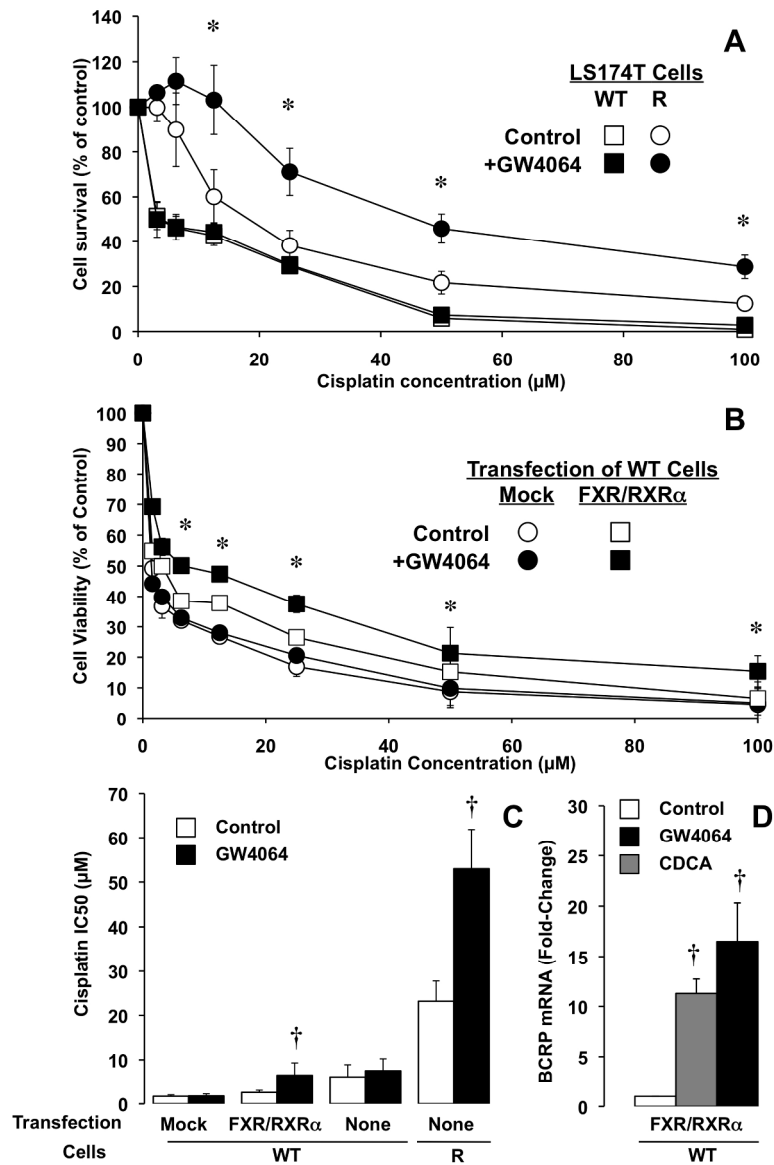 A
LS174T Cells
WT R
Control
+GW4064
140
120
100
80
60
40
20
0
* * * *
Cell survival (% of control)
0 20 40 60 80 100
Cisplatin concentration (µM)
B
Transfection of WT Cells
Mock FXR/RXRα
Control
+GW4064
100
90
80
70
60
50
40
30
20
10
0
* * * * *
Cell Viability (% of Control)
0 20 40 60 80 100
Cisplatin Concentration (µM)
C
Control
GW4064
70
60
50
40
30
20
10
0
† †
Cisplatin IC50 (µM)
Transfection Mock FXR/RXRα None None
Cells WT R
D
Control
GW4064
CDCA
30
25
20
15
10
5
0
† †
BCRP mRNA (Fold-Change)
FXR/RXRα
WT